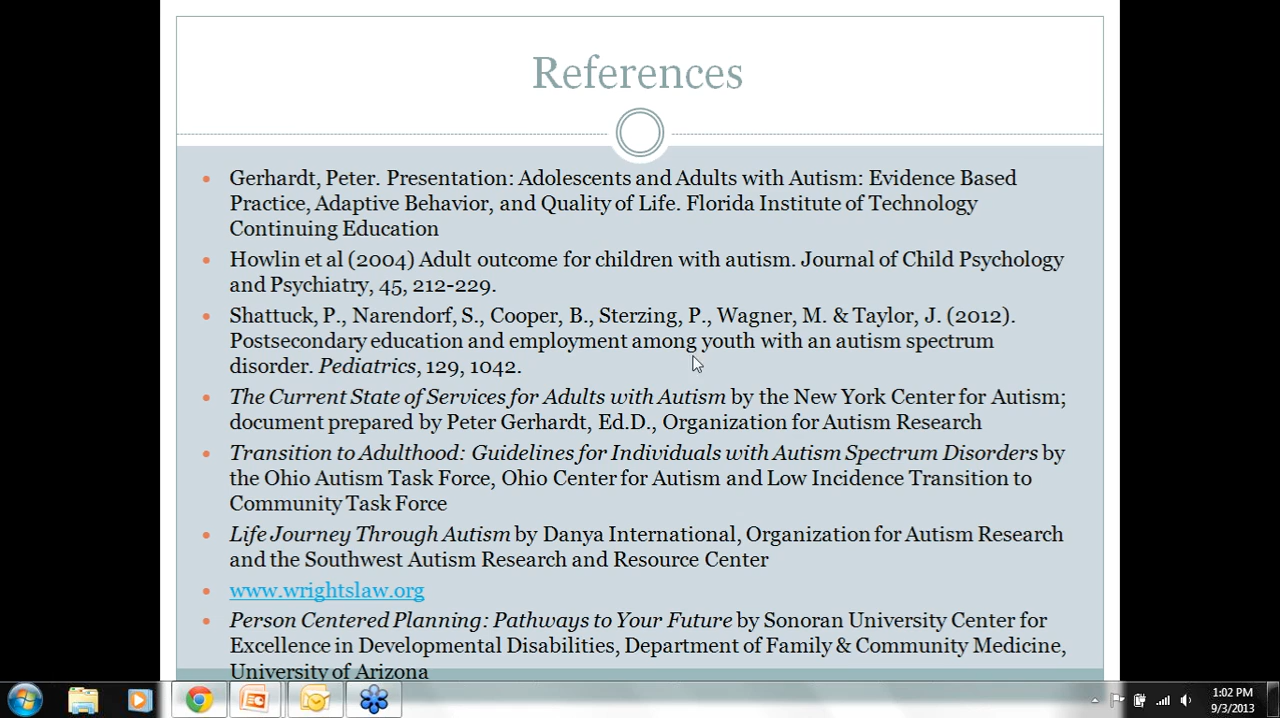 References
Gerhardt, Peter. Presentation: Adolescents and Adults with Autism: Evidence Based
Practice, Adaptive Behavior, and Quality of Life. Florida Institute of Technology
Continuing Education
Howlin et al (2004) Adult outcome for children with autism. Journal of Child Psychology
and Psychiatry, 45, 212-229.
Shattuck, P., Narendorf, S., Cooper, B., Sterzing, P., Wagner, M. & Taylor, J. (2012).
Postsecondary education and employment among youth with an autism spectrum
disorder. Pediatrics, 129, 1042.
The Current State of Services for Adults with Autism by the New York Center for Autism;
document prepared by Peter Gerhardt, Ed.D., Organization for Autism Research
Transition to Adulthood: Guidelines for Individuals with Autism Spectrum Disorders by
the Ohio Autism Task Force, Ohio Center for Autism and Low Incidence Transition to
Community Task Force
Life Journey Through Autism by Danya International, Organization for Autism Research
and the Southwest Autism Research and Resource Center
www.wrightslaw.org
Person Centered Planning: Pathways to Your Future by Sonoran University Center for
Excellence in Developmental Disabilities, Department of Family & Community Medicine,
University of Arizona
1:02 PM
9/3/2013